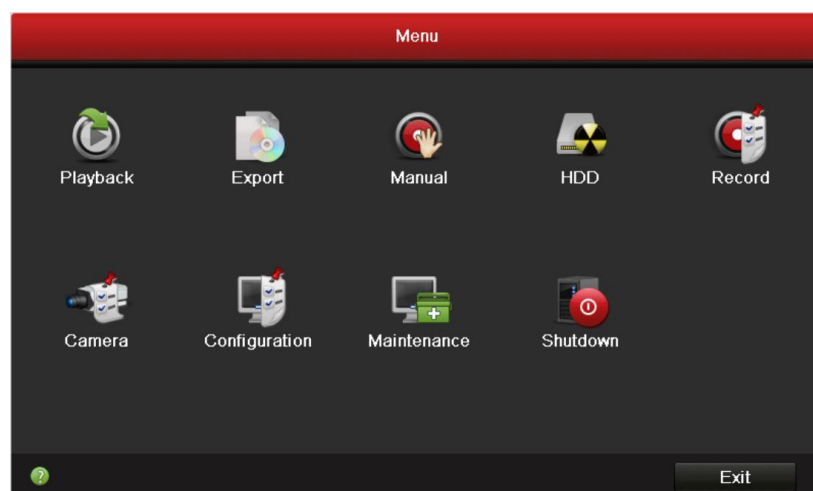 Menu
Playback
Export
Manual
HDD
Record
Camera
Configuration
Maintenance
Shutdown
?
Exit